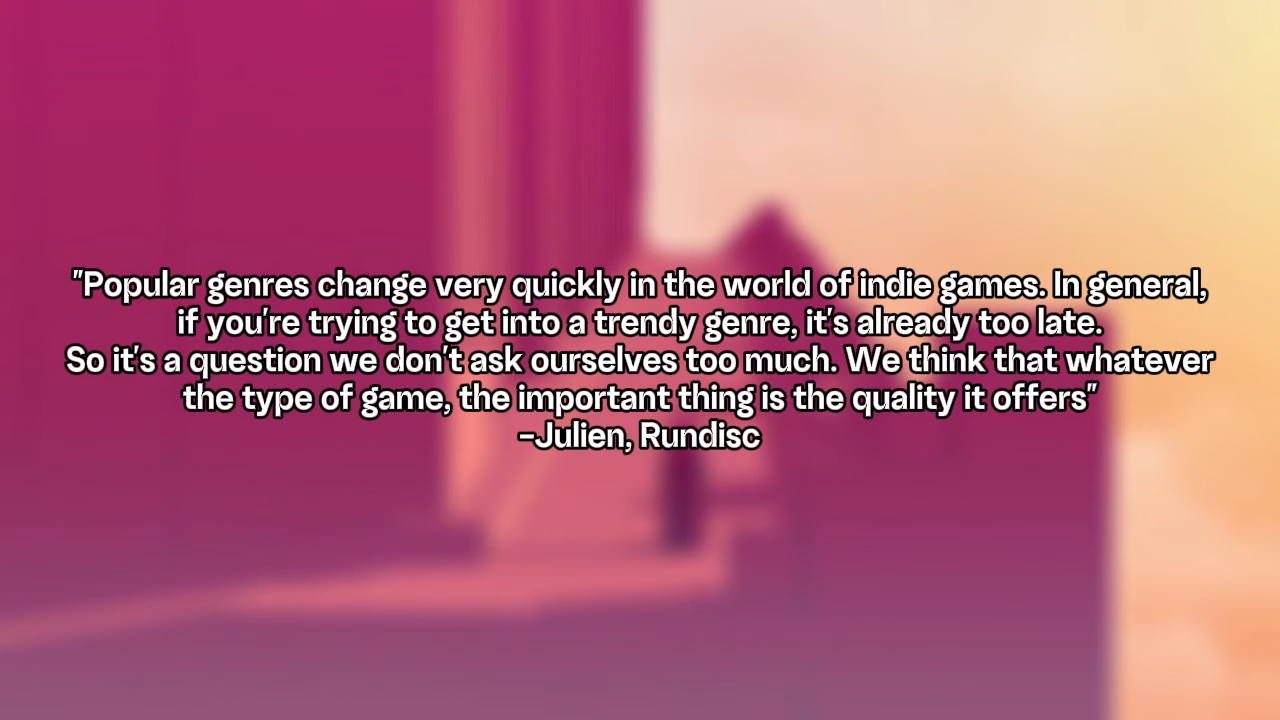 "Popular genres change very quickly in the world of indie games. In general,
if you're trying to get into a trendy genre, it's already too late.
So it's a question we don't ask ourselves too much. We think that whatever
the type of game, the important thing is the quality it offers"
-Julien, Rundisc